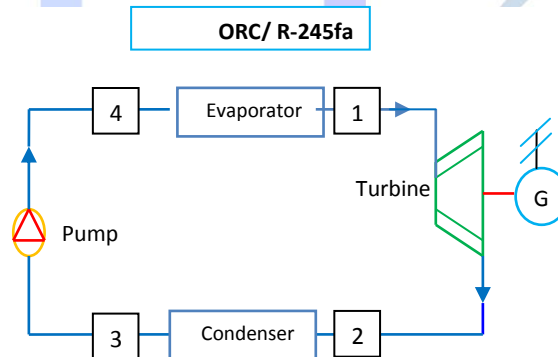 ORC/ R-245fa
4
Evaporator
1
Turbine
G
Pump
3
Condenser
2